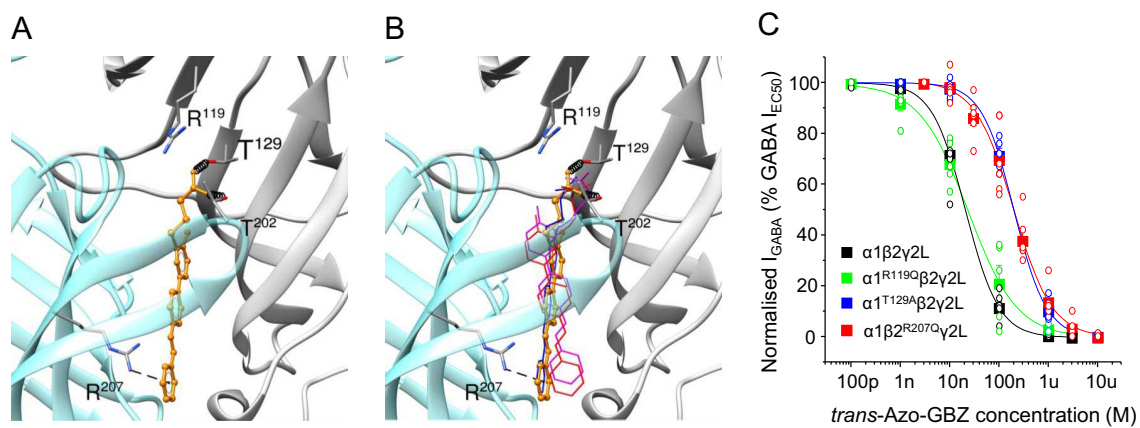 A
R119
T129
T202
R207
B
R119
T129
T202
R207
C
Normalised IGABA (% GABA IEC50)
100
80
60
40
20
0
α1β2γ2L
α1R119Qβ2γ2L
α1T129Aβ2γ2L
α1β2R207Qγ2L
100p 1n 10n 100n 1u 10u
trans-Azo-GBZ concentration (M)